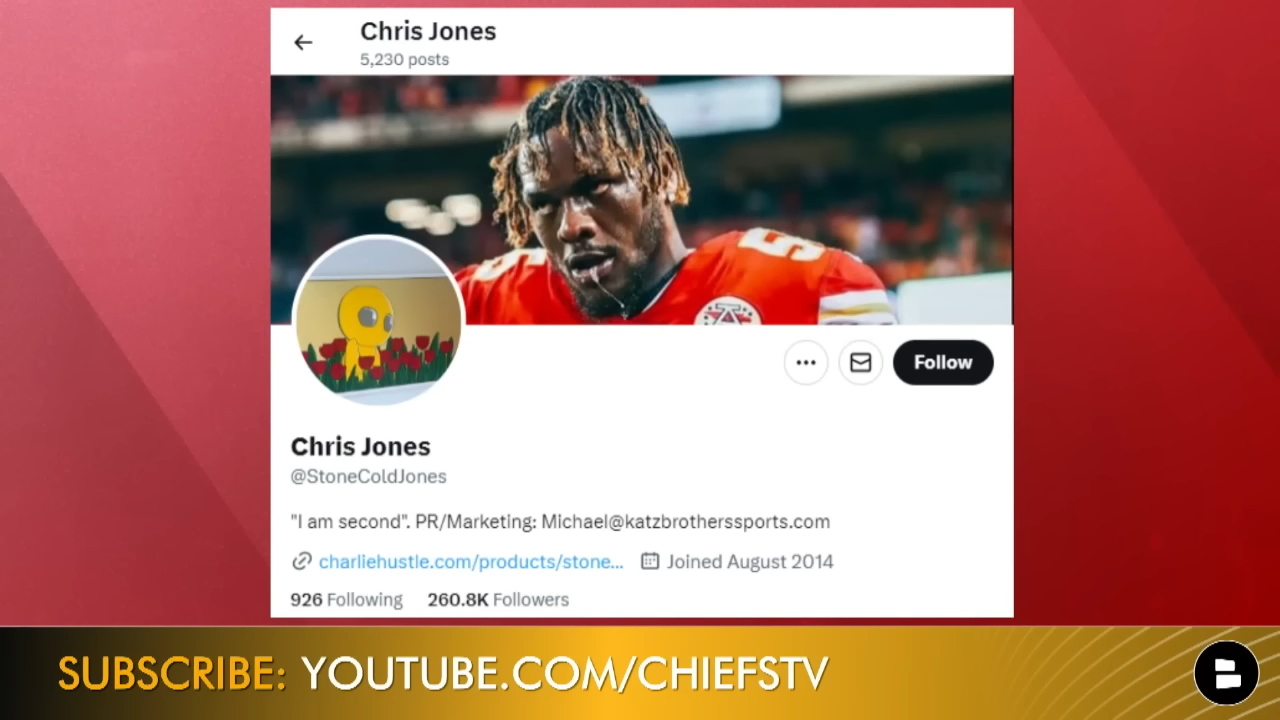 Chris Jones
5,230 posts
Follow
Chris Jones
@StoneColdJones
"I am second". PR/Marketing: Michael@katzbrotherssports.com
charliehustle.com/products/stone... Joined August 2014
926 Following 260.8K Followers
SUBSCRIBE: YOUTUBE.COM/CHIEFSTV